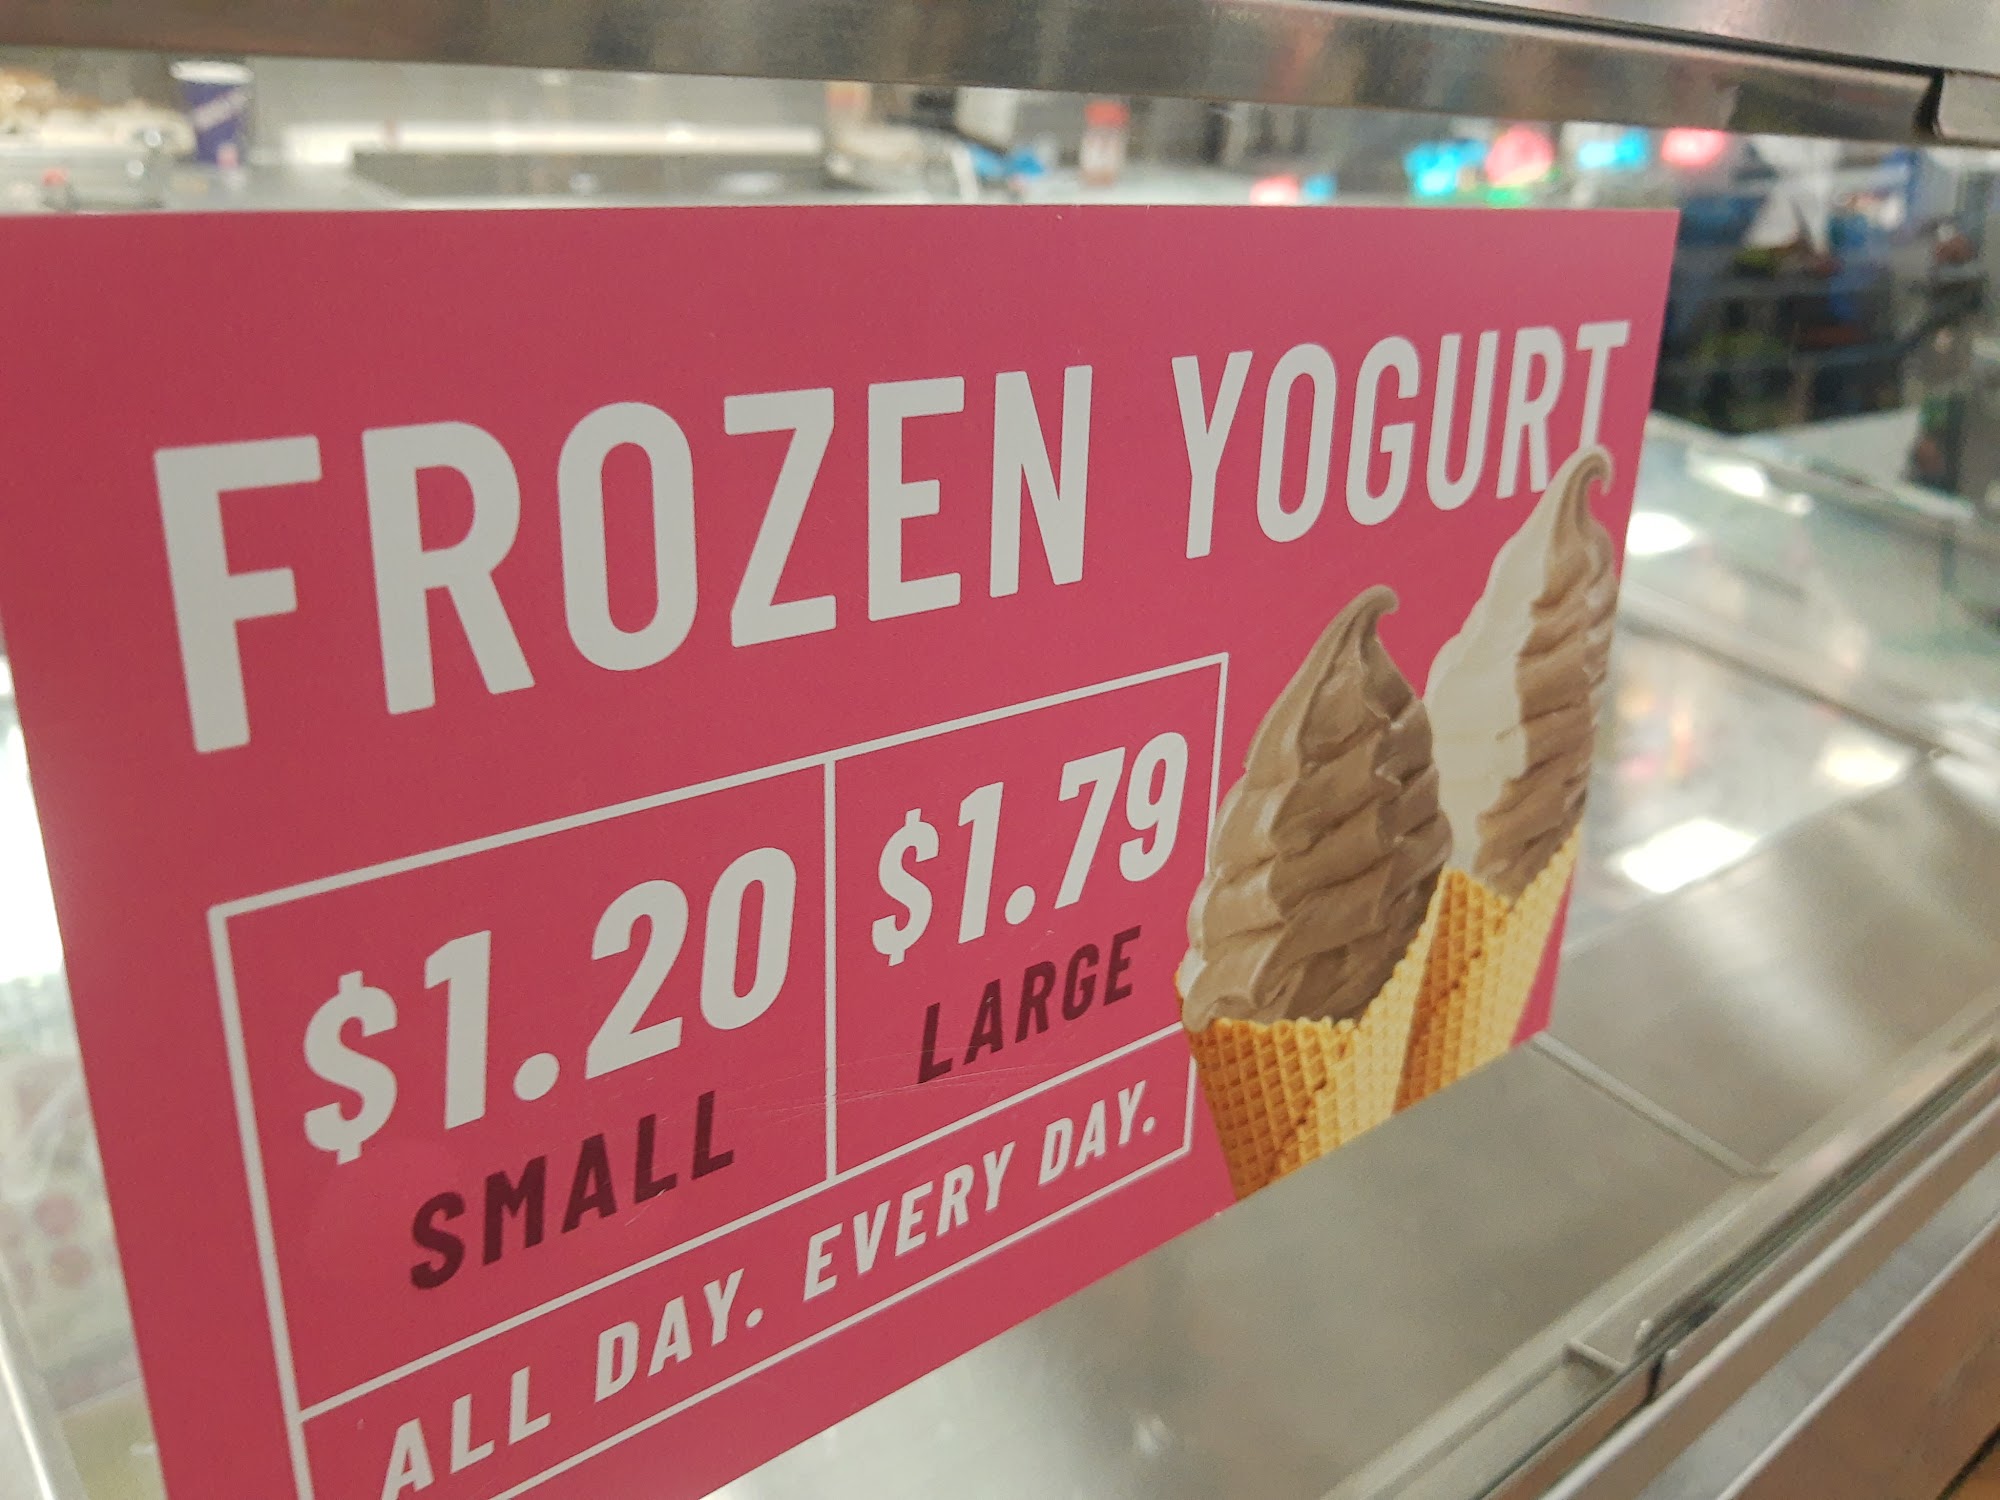 FROZEN YOGURT
$1.20 $1.79
SMALL LARGE
ALL DAY. EVERY DAY.